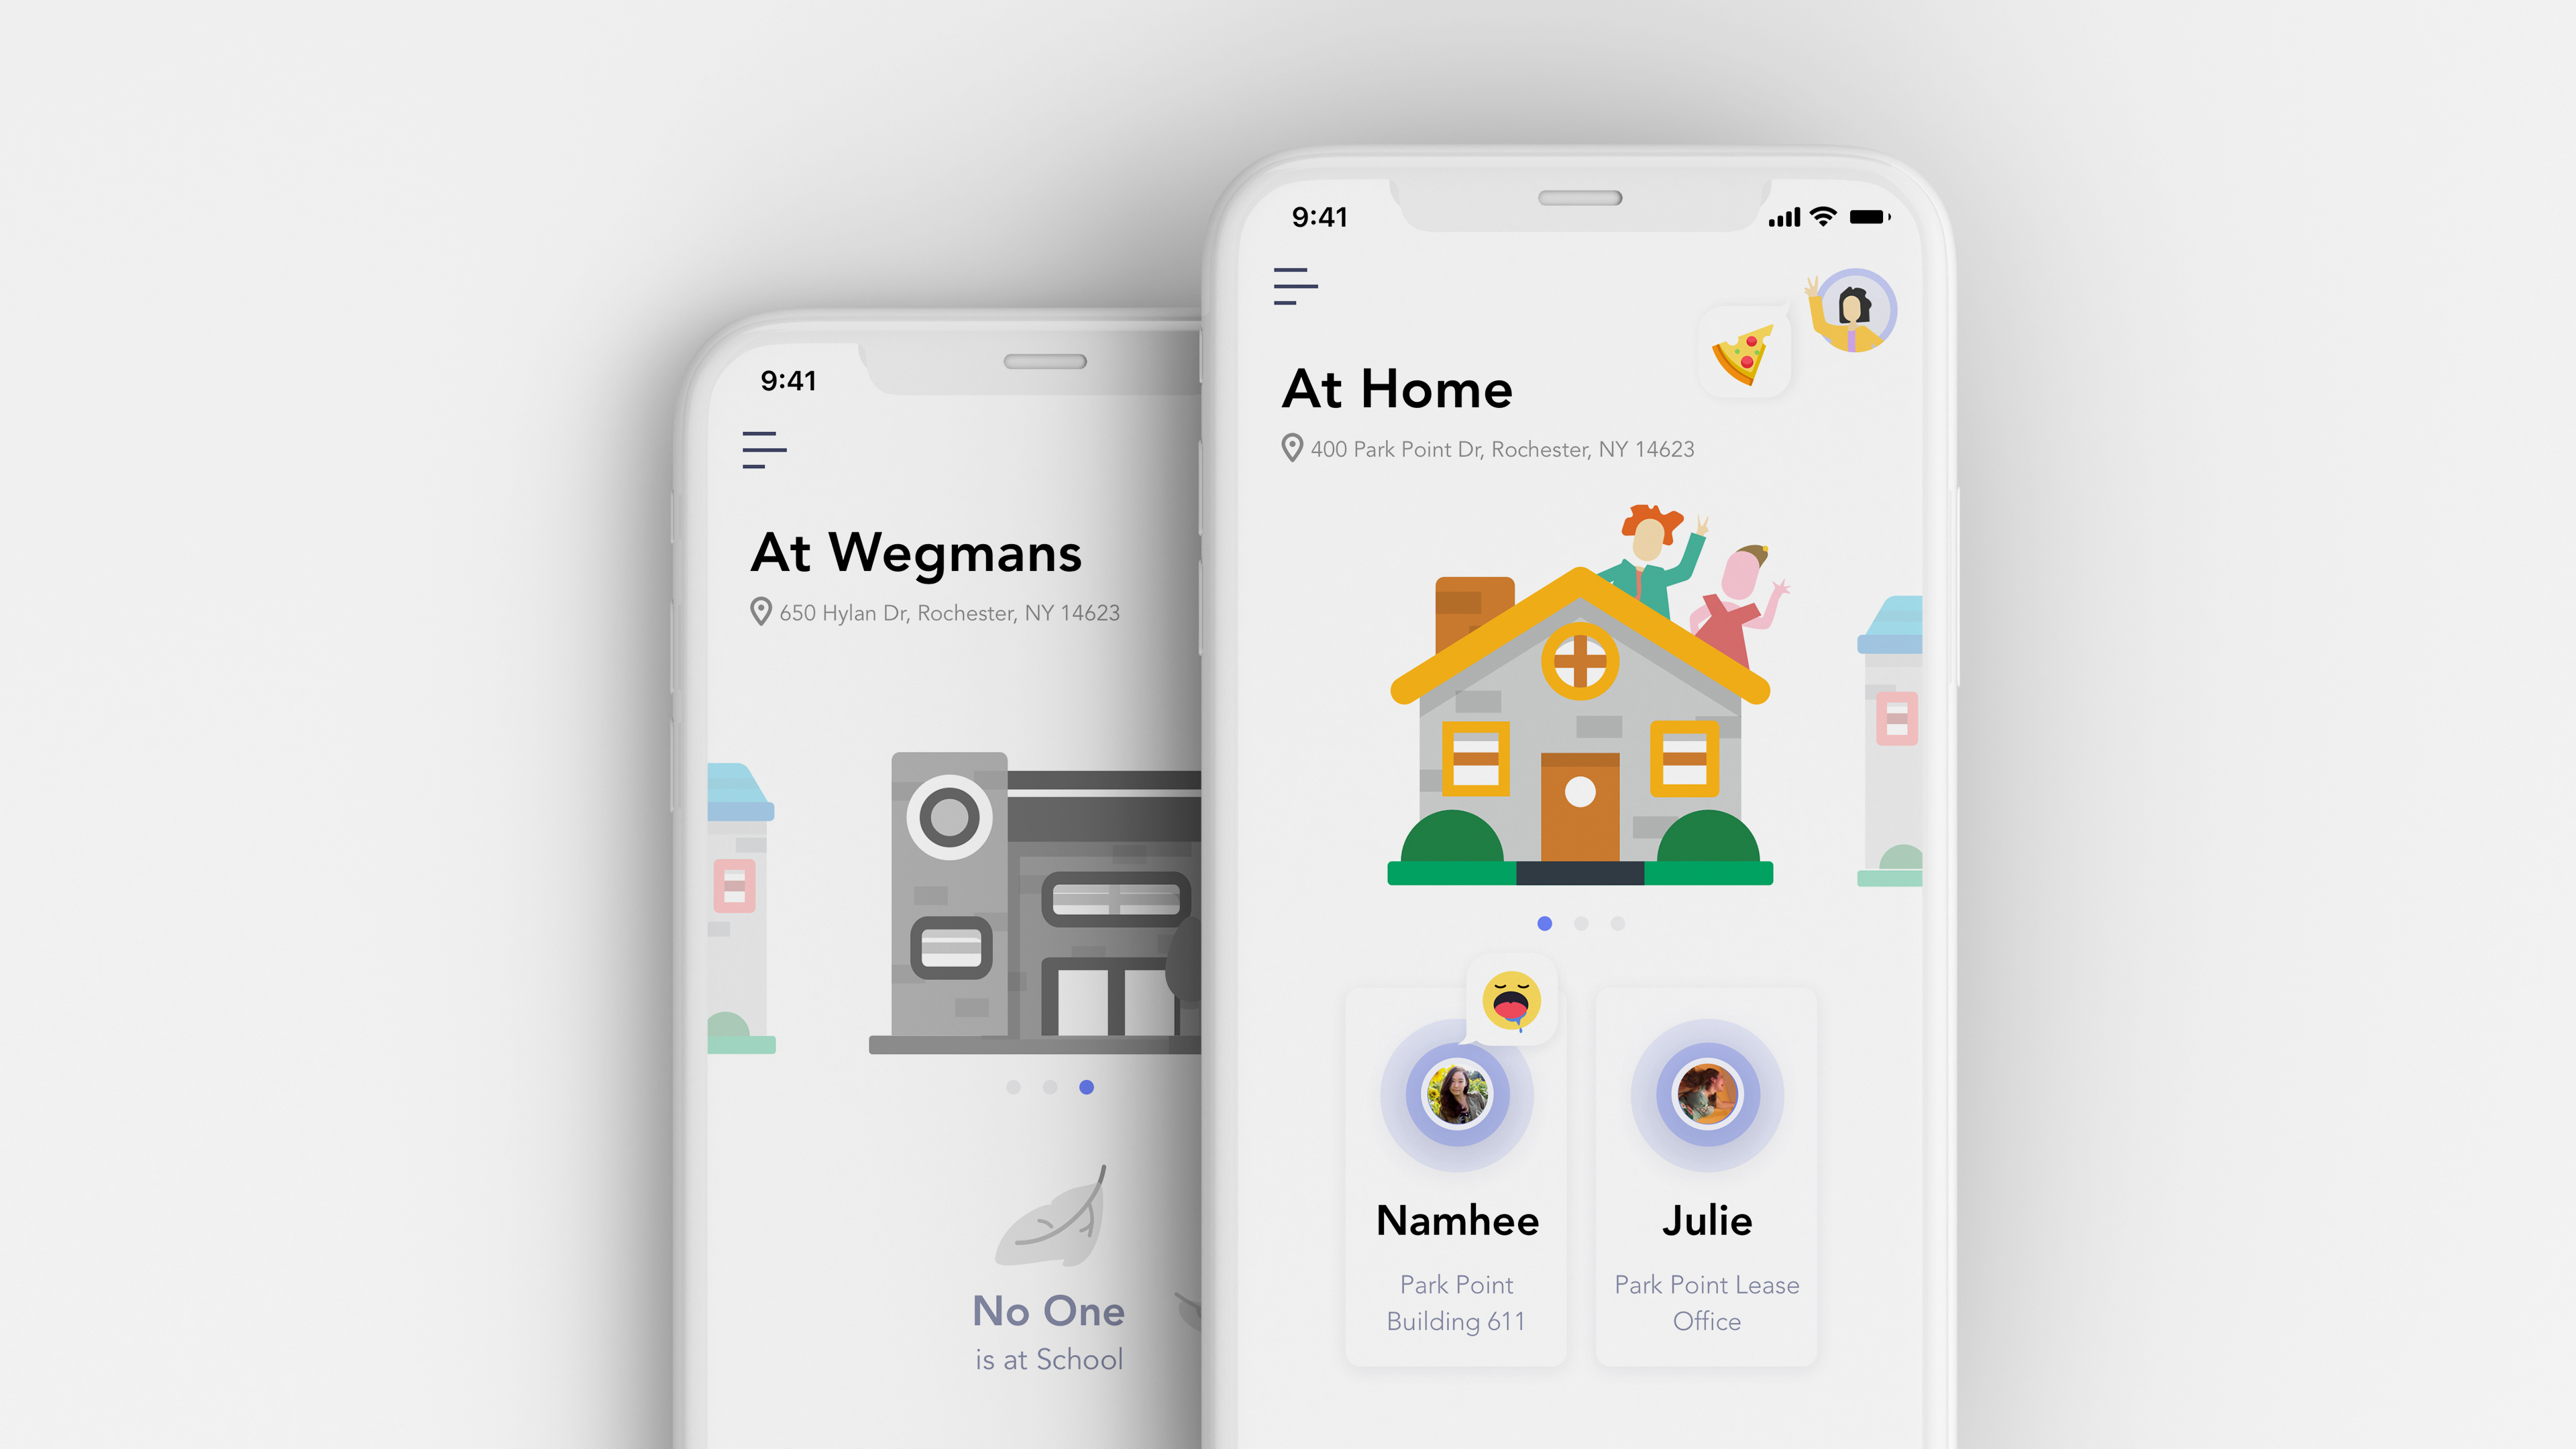 9:41
At Wegmans
650 Hylan Dr, Rochester, NY 14623
No One
is at School
9:41
At Home
400 Park Point Dr, Rochester, NY 14623
Namhee
Park Point
Building 611
Julie
Park Point Lease
Office